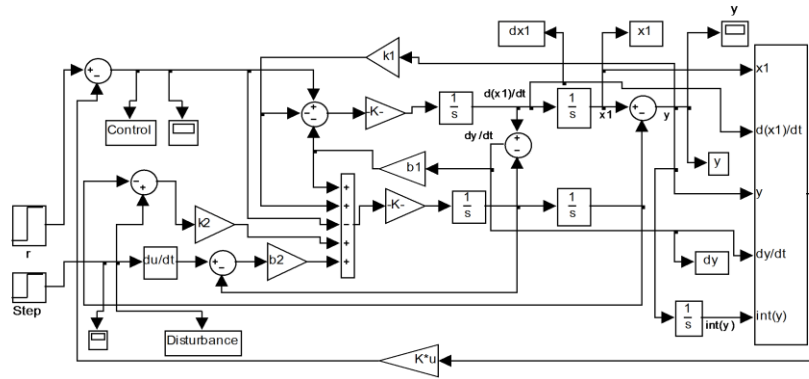 y
dx1
x1
k1
x1
d(x1)/dt
-K-
1
s
1
s
x1
y
Control
dy/dt
d(x1)/dt
b1
y
y
-K-
1
s
1
s
k2
r
dy
dy/dt
du/dt
b2
Step
1
s
int(y)
int(y)
Disturbance
K*u